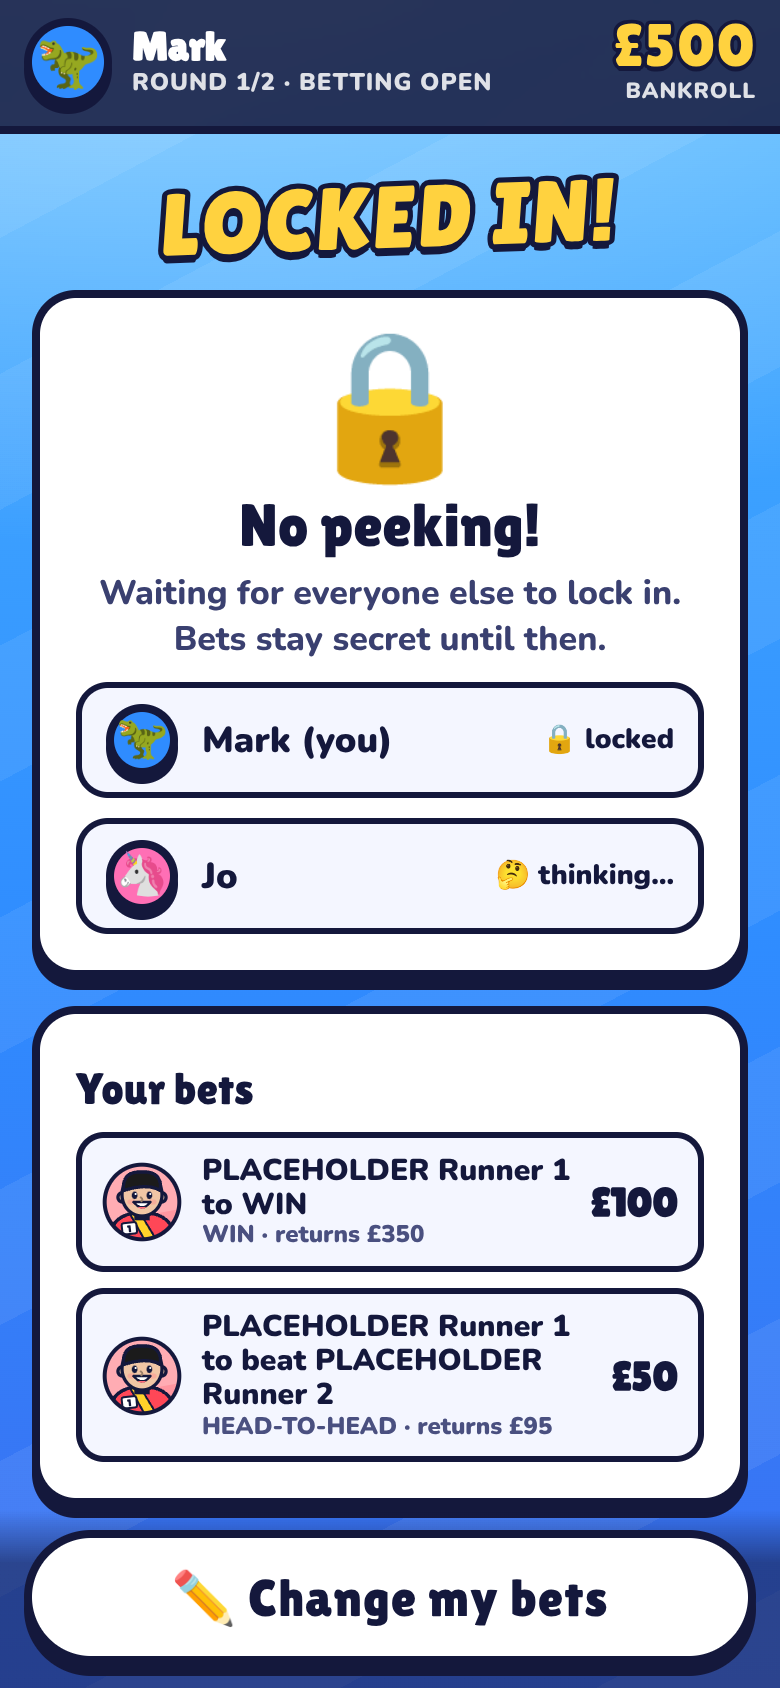 Mark
ROUND 1/2 · BETTING OPEN
£500
BANKROLL
LOCKED IN!
No peeking!
Waiting for everyone else to lock in.
Bets stay secret until then.
Mark (you)
🔒 locked
Jo
🤔 thinking...
Your bets
PLACEHOLDER Runner 1
to WIN
WIN · returns £350
£100
1
PLACEHOLDER Runner 1
to beat PLACEHOLDER
Runner 2
HEAD-TO-HEAD · returns £95
£50
1
✏️ Change my bets